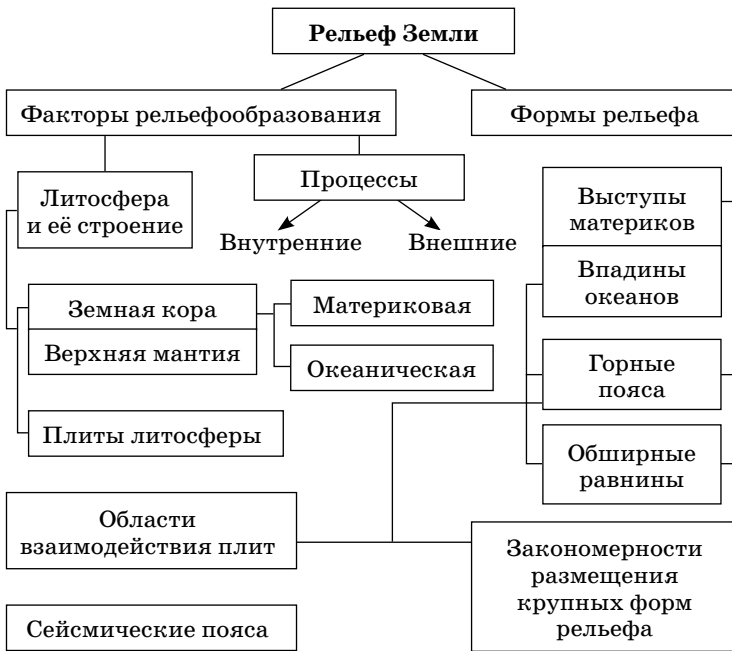 Рельеф Земли
Факторы рельефообразования
Формы рельефа
Литосфера
и её строение
Процессы
Внутренние
Внешние
Выступы
материков
Впадины
океанов
Земная кора
Верхняя мантия
Материковая
Океаническая
Горные
пояса
Плиты литосферы
Обширные
равнины
Области
взаимодействия плит
Закономерности
размещения
крупных форм
рельефа
Сейсмические пояса